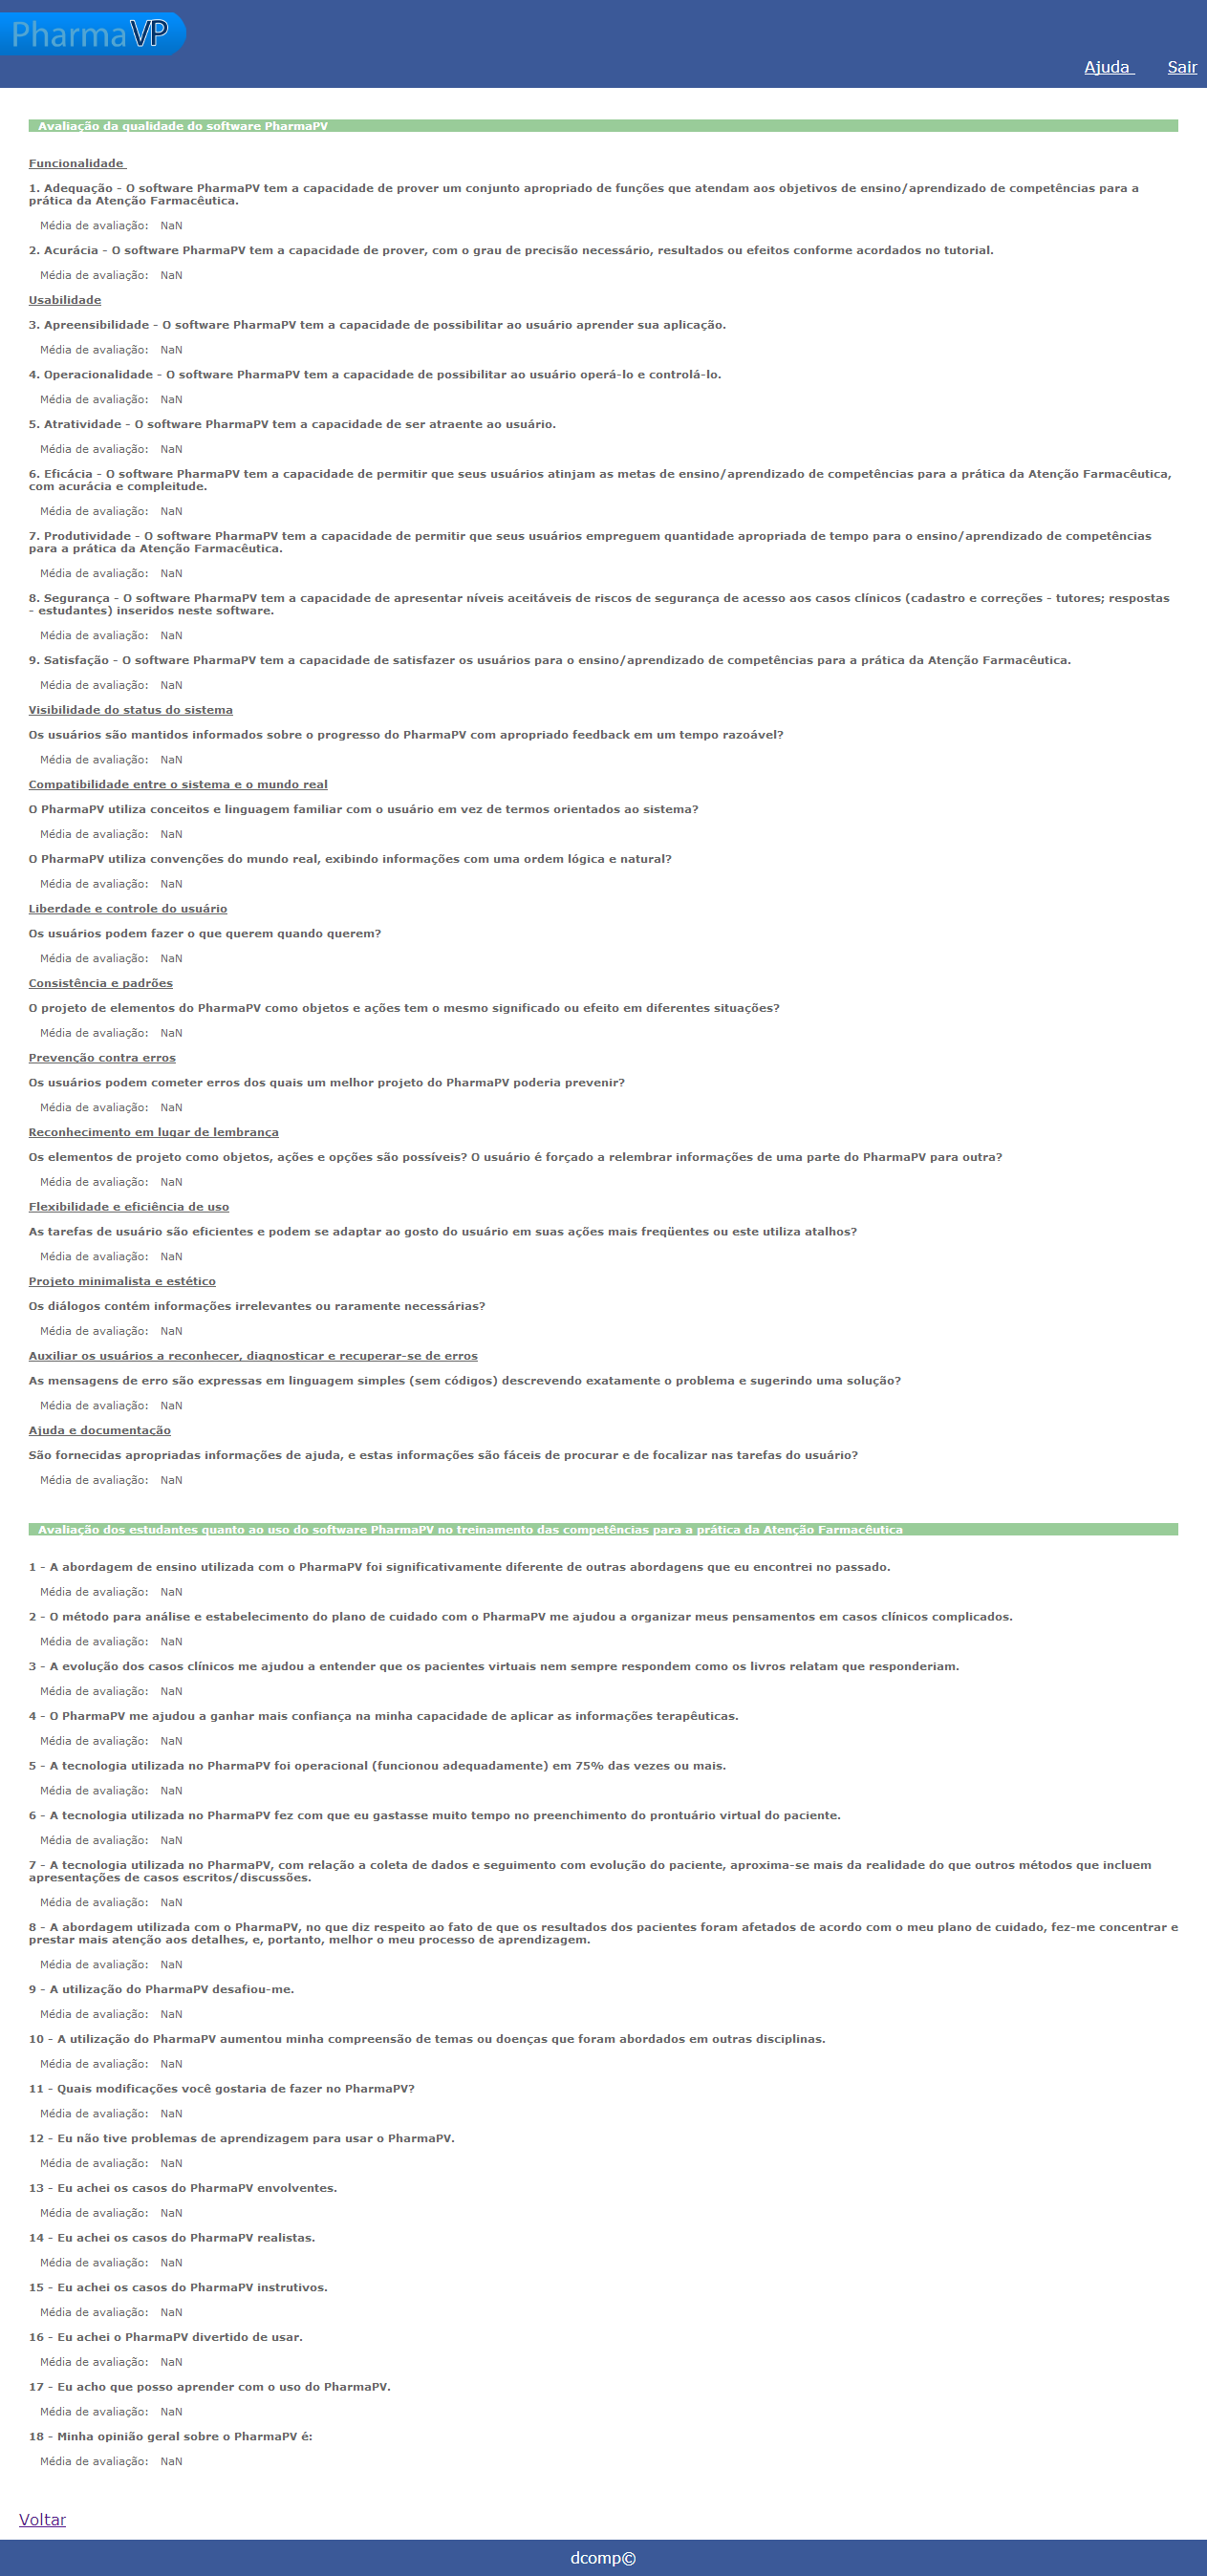 PharmaVP
Ajuda
Sair
Avaliação da qualidade do software PharmaPV
Funcionalidade
1. Adequação - O software PharmaPV tem a capacidade de prover um conjunto apropriado de funções que atendam aos objetivos de ensino/aprendizado de competências para a
prática da Atenção Farmacêutica.
Média de avaliação: NaN
2. Acurácia - O software PharmaPV tem a capacidade de prover, com o grau de precisão necessário, resultados ou efeitos conforme acordados no tutorial.
Média de avaliação: NaN
Usabilidade
3. Apreensibilidade - O software PharmaPV tem a capacidade de possibilitar ao usuário aprender sua aplicação.
Média de avaliação: NaN
4. Operacionalidade - O software PharmaPV tem a capacidade de possibilitar ao usuário operá-lo e controlá-lo.
Média de avaliação: NaN
5. Atratividade - O software PharmaPV tem a capacidade de ser atraente ao usuário.
Média de avaliação: NaN
6. Eficácia - O software PharmaPV tem a capacidade de permitir que seus usuários atinjam as metas de ensino/aprendizado de competências para a prática da Atenção Farmacêutica,
com acurácia e compleitude.
Média de avaliação: NaN
7. Produtividade - O software PharmaPV tem a capacidade de permitir que seus usuários empreguem quantidade apropriada de tempo para o ensino/aprendizado de competências
para a prática da Atenção Farmacêutica.
Média de avaliação: NaN
8. Segurança - O software PharmaPV tem a capacidade de apresentar níveis aceitáveis de riscos de segurança de acesso aos casos clínicos (cadastro e correções - tutores; respostas
- estudantes) inseridos neste software.
Média de avaliação: NaN
9. Satisfação - O software PharmaPV tem a capacidade de satisfazer os usuários para o ensino/aprendizado de competências para a prática da Atenção Farmacêutica.
Média de avaliação: NaN
Visibilidade do status do sistema
Os usuários são mantidos informados sobre o progresso do PharmaPV com apropriado feedback em um tempo razoável?
Média de avaliação: NaN
Compatibilidade entre o sistema e o mundo real
O PharmaPV utiliza conceitos e linguagem familiar com o usuário em vez de termos orientados ao sistema?
Média de avaliação: NaN
O PharmaPV utiliza convenções do mundo real, exibindo informações com uma ordem lógica e natural?
Média de avaliação: NaN
Liberdade e controle do usuário
Os usuários podem fazer o que querem quando querem?
Média de avaliação: NaN
Consistência e padrões
O projeto de elementos do PharmaPV como objetos e ações tem o mesmo significado ou efeito em diferentes situações?
Média de avaliação: NaN
Prevenção contra erros
Os usuários podem cometer erros dos quais um melhor projeto do PharmaPV poderia prevenir?
Média de avaliação: NaN
Reconhecimento em lugar de lembrança
Os elementos de projeto como objetos, ações e opções são possíveis? O usuário é forçado a relembrar informações de uma parte do PharmaPV para outra?
Média de avaliação: NaN
Flexibilidade e eficiência de uso
As tarefas de usuário são eficientes e podem se adaptar ao gosto do usuário em suas ações mais freqüentes ou este utiliza atalhos?
Média de avaliação: NaN
Projeto minimalista e estético
Os diálogos contém informações irrelevantes ou raramente necessárias?
Média de avaliação: NaN
Auxiliar os usuários a reconhecer, diagnosticar e recuperar-se de erros
As mensagens de erro são expressas em linguagem simples (sem códigos) descrevendo exatamente o problema e sugerindo uma solução?
Média de avaliação: NaN
Ajuda e documentação
São fornecidas apropriadas informações de ajuda, e estas informações são fáceis de procurar e de focalizar nas tarefas do usuário?
Média de avaliação: NaN
Avaliação dos estudantes quanto ao uso do software PharmaPV no treinamento das competências para a prática da Atenção Farmacêutica
1 - A abordagem de ensino utilizada com o PharmaPV foi significativamente diferente de outras abordagens que eu encontrei no passado.
Média de avaliação: NaN
2 - O método para análise e estabelecimento do plano de cuidado com o PharmaPV me ajudou a organizar meus pensamentos em casos clínicos complicados.
Média de avaliação: NaN
3 - A evolução dos casos clínicos me ajudou a entender que os pacientes virtuais nem sempre respondem como os livros relatam que responderiam.
Média de avaliação: NaN
4 - O PharmaPV me ajudou a ganhar mais confiança na minha capacidade de aplicar as informações terapêuticas.
Média de avaliação: NaN
5 - A tecnologia utilizada no PharmaPV foi operacional (funcionou adequadamente) em 75% das vezes ou mais.
Média de avaliação: NaN
6 - A tecnologia utilizada no PharmaPV fez com que eu gastasse muito tempo no preenchimento do prontuário virtual do paciente.
Média de avaliação: NaN
7 - A tecnologia utilizada no PharmaPV, com relação a coleta de dados e seguimento com evolução do paciente, aproxima-se mais da realidade do que outros métodos que incluem
apresentações de casos escritos/discussões.
Média de avaliação: NaN
8 - A abordagem utilizada com o PharmaPV, no que diz respeito ao fato de que os resultados dos pacientes foram afetados de acordo com o meu plano de cuidado, fez-me concentrar e
prestar mais atenção aos detalhes, e, portanto, melhor o meu processo de aprendizagem.
Média de avaliação: NaN
9 - A utilização do PharmaPV desafiou-me.
Média de avaliação: NaN
10 - A utilização do PharmaPV aumentou minha compreensão de temas ou doenças que foram abordados em outras disciplinas.
Média de avaliação: NaN
11 - Quais modificações você gostaria de fazer no PharmaPV?
Média de avaliação: NaN
12 - Eu não tive problemas de aprendizagem para usar o PharmaPV.
Média de avaliação: NaN
13 - Eu achei os casos do PharmaPV envolventes.
Média de avaliação: NaN
14 - Eu achei os casos do PharmaPV realistas.
Média de avaliação: NaN
15 - Eu achei os casos do PharmaPV instrutivos.
Média de avaliação: NaN
16 - Eu achei o PharmaPV divertido de usar.
Média de avaliação: NaN
17 - Eu acho que posso aprender com o uso do PharmaPV.
Média de avaliação: NaN
18 - Minha opinião geral sobre o PharmaPV é:
Média de avaliação: NaN
Voltar
dcomp©